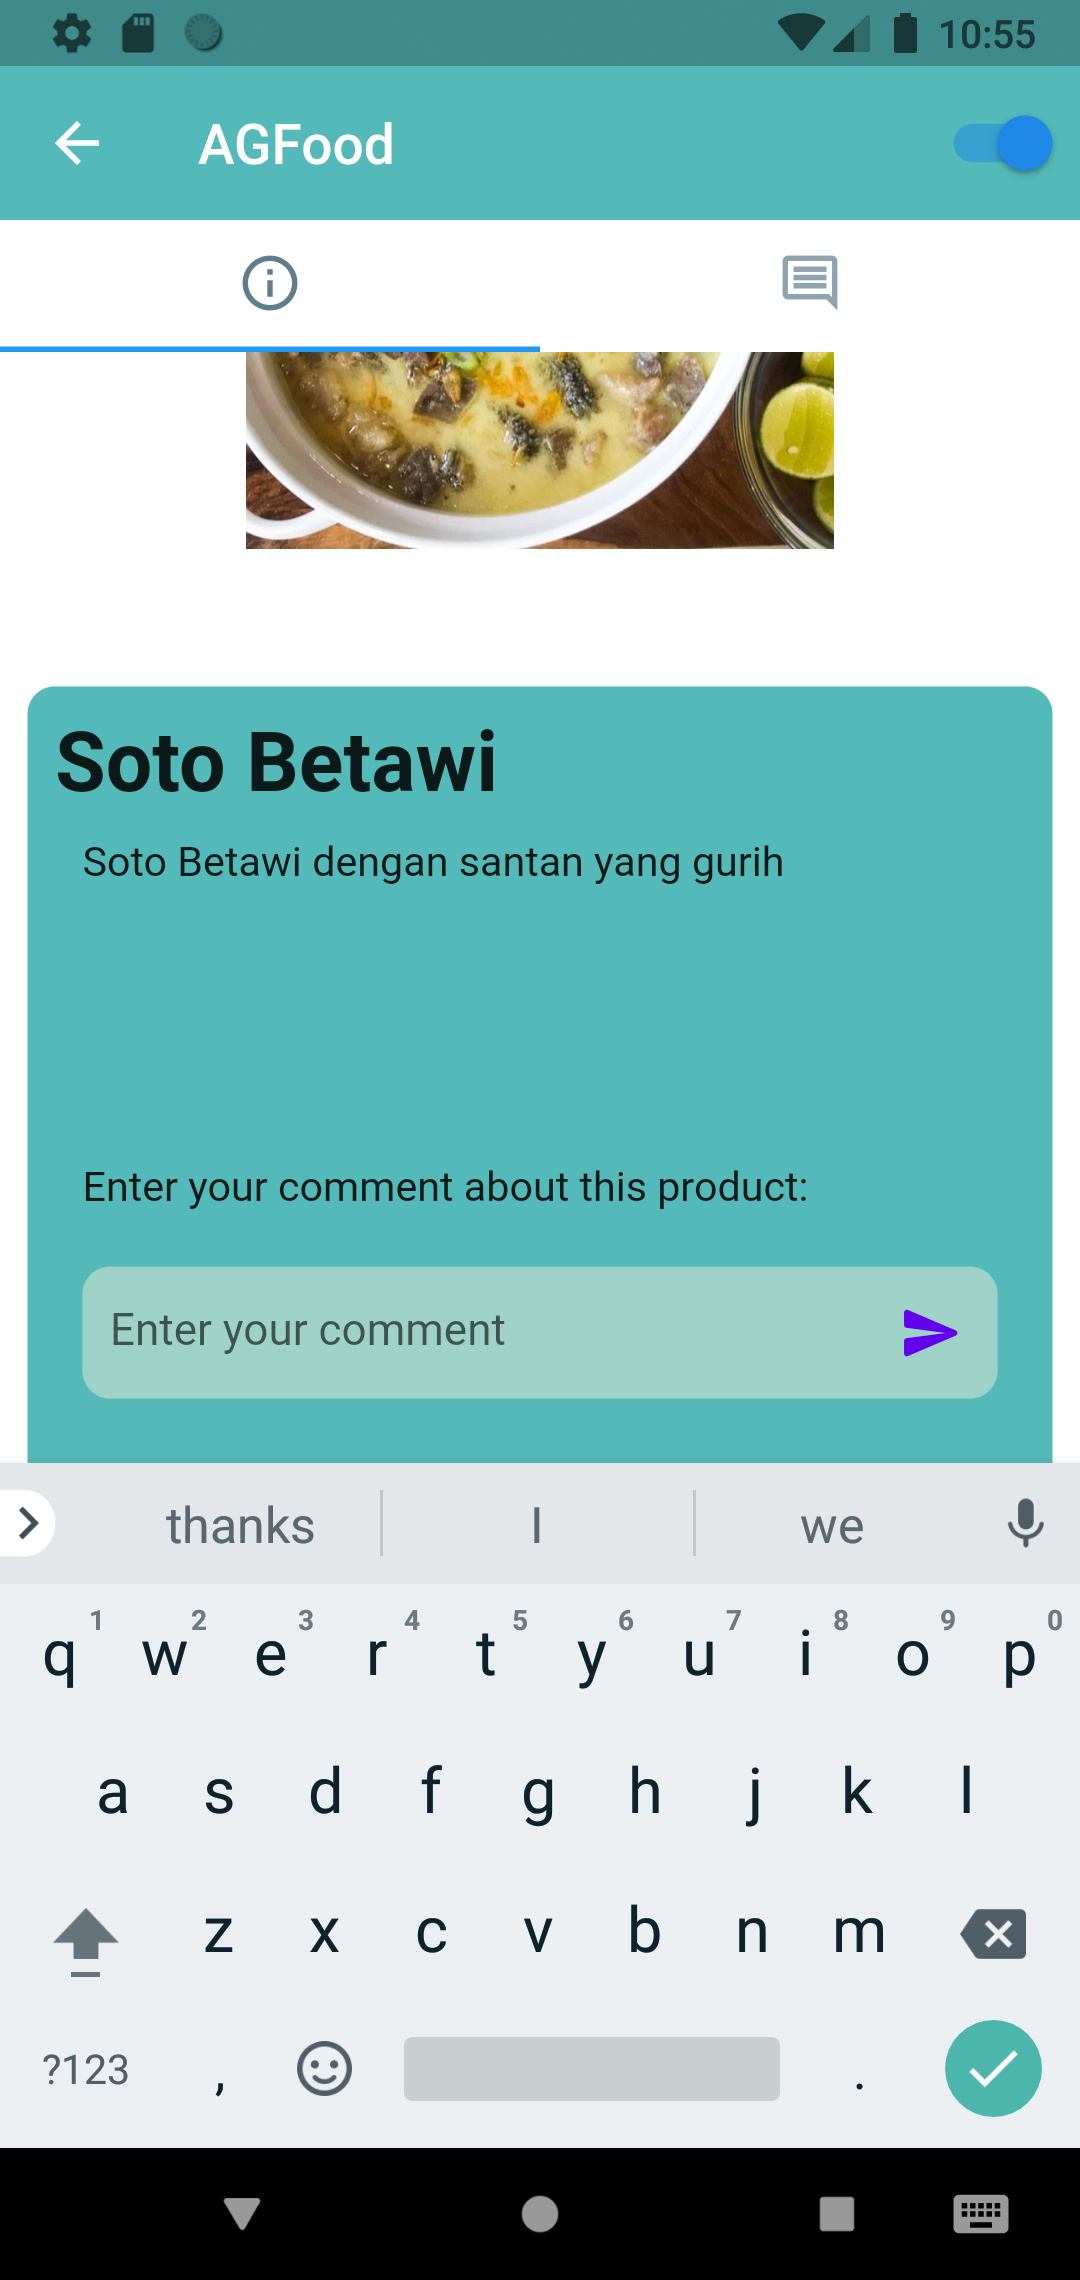 10:55
AGFood
Soto Betawi
Soto Betawi dengan santan yang gurih
Enter your comment about this product:
Enter your comment
thanks I we
1 2 3 4 5 6 7 8 9 0
q w e r t y u i o p
a s d f g h j k l
z x c v b n m
?123 , .